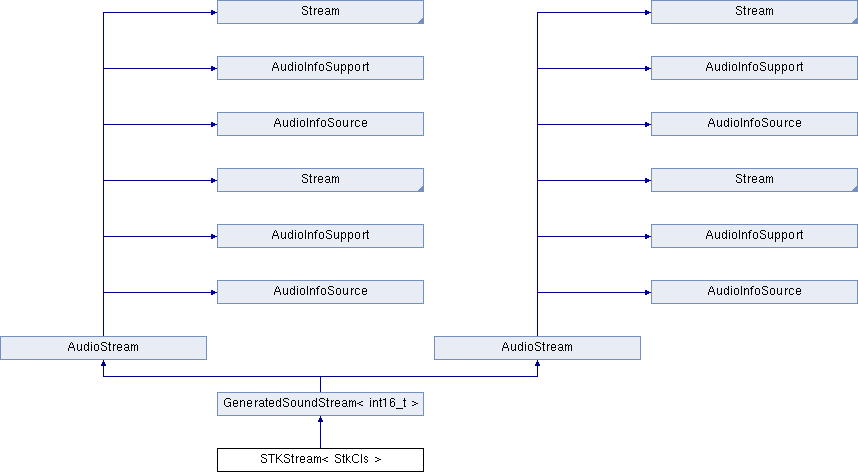 Stream
Stream
AudioInfoSupport
AudioInfoSupport
AudioInfoSource
AudioInfoSource
Stream
Stream
AudioInfoSupport
AudioInfoSupport
AudioInfoSource
AudioInfoSource
AudioStream
AudioStream
GeneratedSoundStream< int16_t >
STKStream< StkCls >